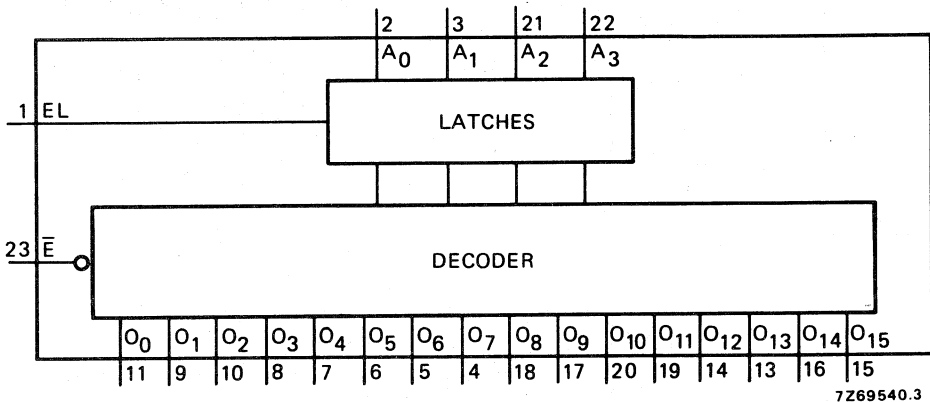 2 3 21 22
A0 A1 A2 A3
1 EL
LATCHES
23 E̅
DECODER
O0 O1 O2 O3 O4 O5 O6 O7 O8 O9 O10 O11 O12 O13 O14 O15
11 9 10 8 7 6 5 4 18 17 20 19 14 13 16 15
7Z69540.3